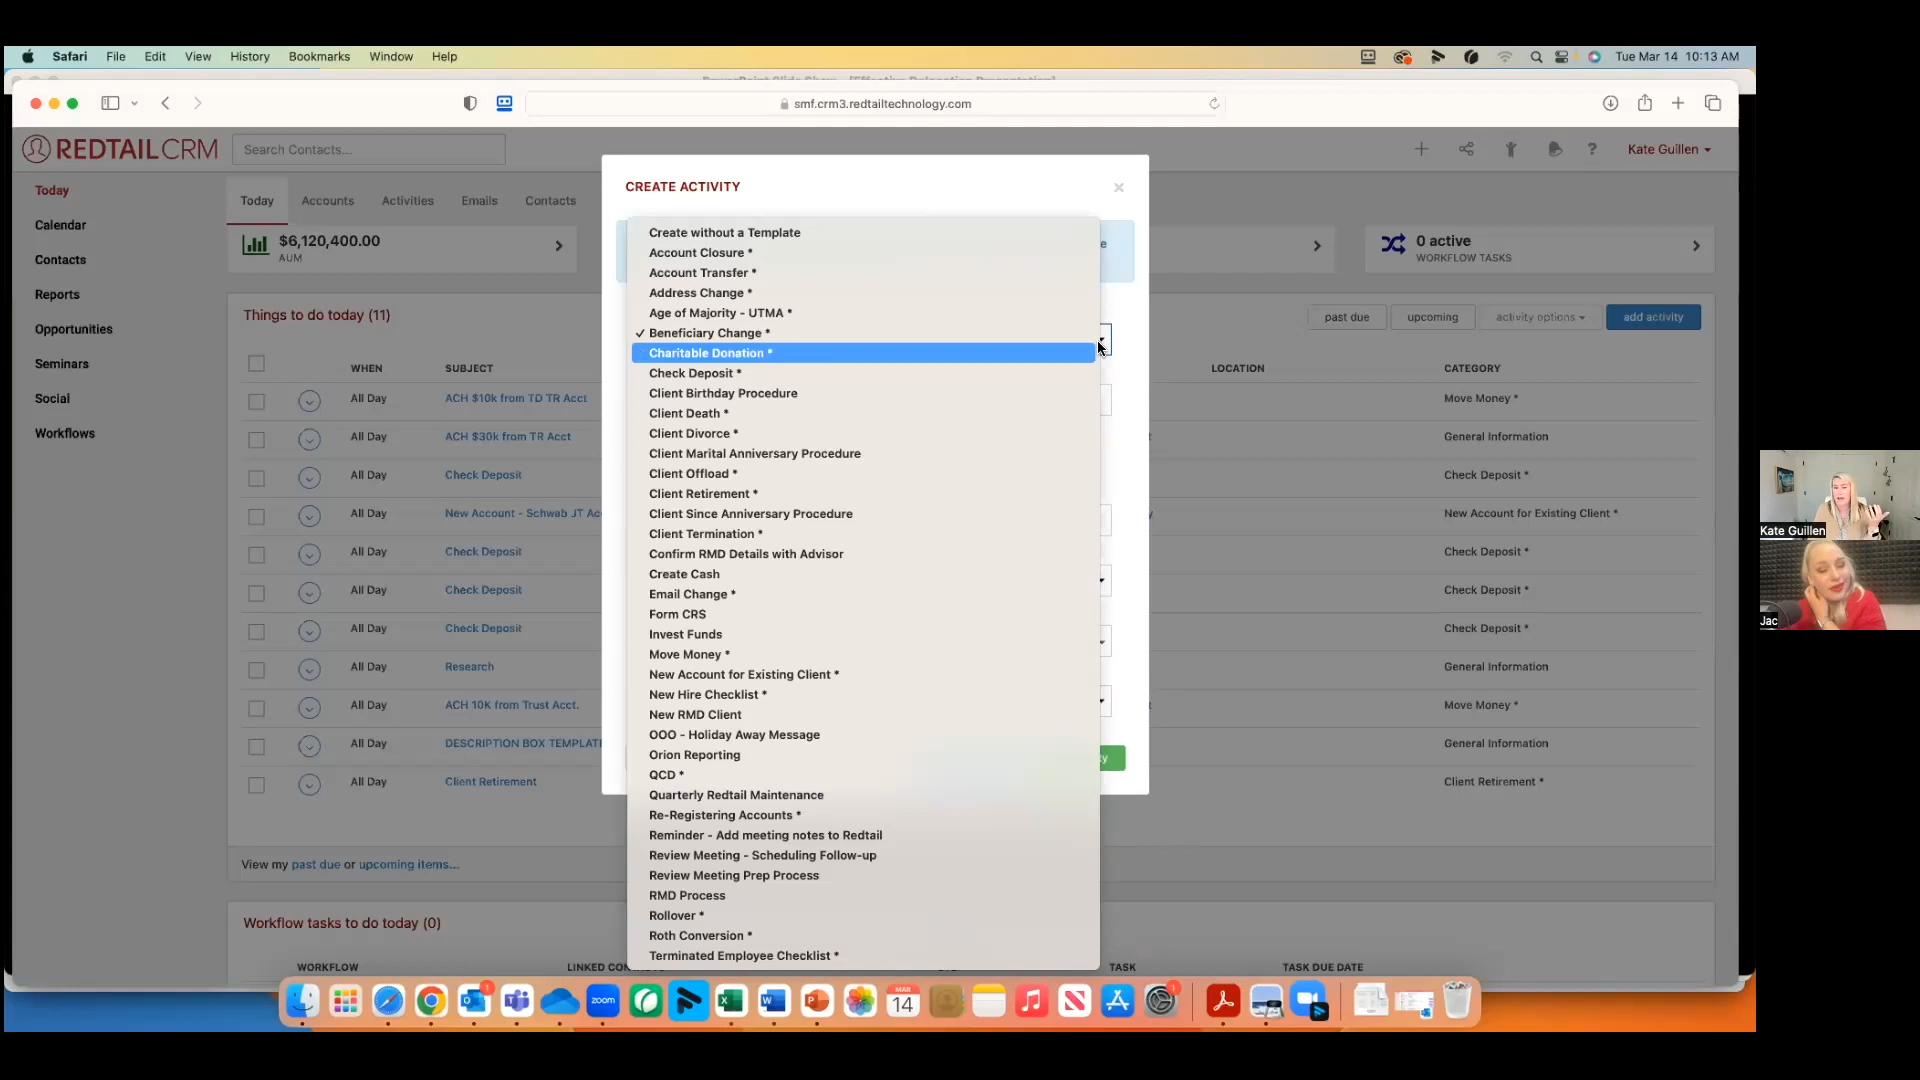 Safari File Edit View History Bookmarks Window Help Tue Mar 14 10:13 AM
smf.crm3.redtailtechnology.com
REDTAILCRM Search Contacts... Kate Guillen
Today
Calendar
Contacts
Reports
Opportunities
Seminars
Social
Workflows
Today Accounts Activities Emails Contacts
$6,120,400.00
AUM
0 active
WORKFLOW TASKS
Things to do today (11)
past due upcoming activity options add activity
WHEN SUBJECT LOCATION CATEGORY
All Day ACH $10k from TD TR Acct Move Money *
All Day ACH $30k from TR Acct General Information
All Day Check Deposit Check Deposit *
All Day New Account - Schwab JT Ac New Account for Existing Client *
All Day Check Deposit Check Deposit *
All Day Check Deposit Check Deposit *
All Day Check Deposit Check Deposit *
All Day Research General Information
All Day ACH 10K from Trust Acct. Move Money *
All Day DESCRIPTION BOX TEMPLAT General Information
All Day Client Retirement Client Retirement *
View my past due or upcoming items...
Workflow tasks to do today (0)
WORKFLOW TASK TASK DUE DATE
CREATE ACTIVITY
Create without a Template
Account Closure *
Account Transfer *
Address Change *
Age of Majority - UTMA *
✓ Beneficiary Change *
Charitable Donation *
Check Deposit *
Client Birthday Procedure
Client Death *
Client Divorce *
Client Marital Anniversary Procedure
Client Offload *
Client Retirement *
Client Since Anniversary Procedure
Client Termination *
Confirm RMD Details with Advisor
Create Cash
Email Change *
Form CRS
Invest Funds
Move Money *
New Account for Existing Client *
New Hire Checklist *
New RMD Client
OOO - Holiday Away Message
Orion Reporting
QCD *
Quarterly Redtail Maintenance
Re-Registering Accounts *
Reminder - Add meeting notes to Redtail
Review Meeting - Scheduling Follow-up
Review Meeting Prep Process
RMD Process
Rollover *
Roth Conversion *
Terminated Employee Checklist *
zoom
MAR
14
Kate Guillen
Jac